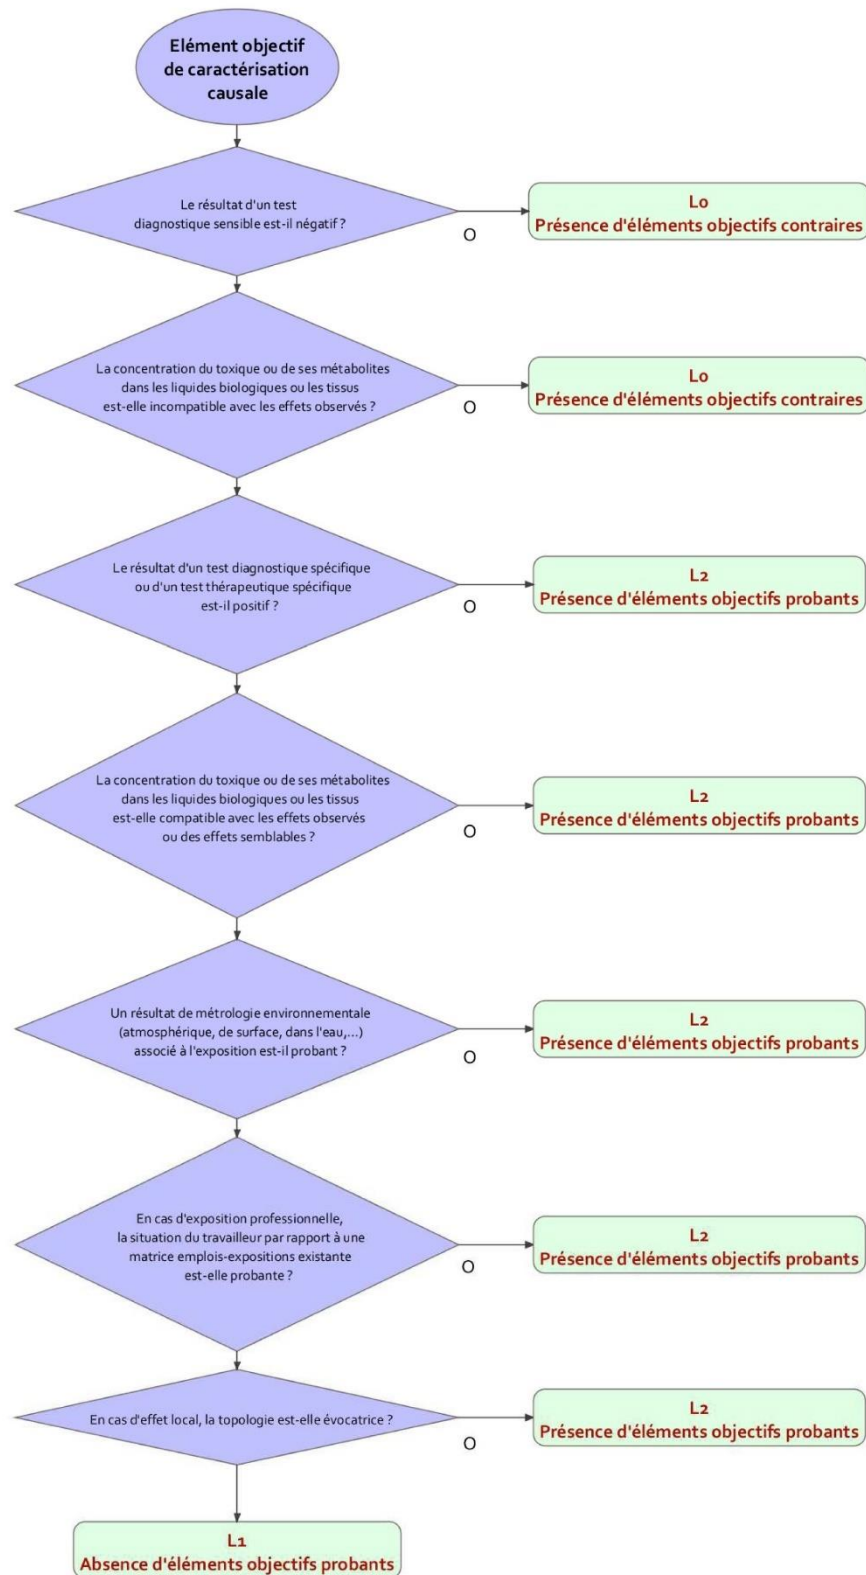 Elément objectif
de caractérisation
causale
Le résultat d'un test
diagnostique sensible est-il négatif ?
O
L0
Présence d'éléments objectifs contraires
La concentration du toxique ou de ses métabolites
dans les liquides biologiques ou les tissus
est-elle incompatible avec les effets observés ?
O
L0
Présence d'éléments objectifs contraires
Le résultat d'un test diagnostique spécifique
ou d'un test thérapeutique spécifique
est-il positif ?
O
L2
Présence d'éléments objectifs probants
La concentration du toxique ou de ses métabolites
dans les liquides biologiques ou les tissus
est-elle compatible avec les effets observés
ou des effets semblables ?
O
L2
Présence d'éléments objectifs probants
Un résultat de métrologie environnementale
(atmosphérique, de surface, dans l'eau,...)
associé à l'exposition est-il probant ?
O
L2
Présence d'éléments objectifs probants
En cas d'exposition professionnelle,
la situation du travailleur par rapport à une
matrice emplois-expositions existante
est-elle probante ?
O
L2
Présence d'éléments objectifs probants
En cas d'effet local, la topologie est-elle évocatrice ?
O
L2
Présence d'éléments objectifs probants
L1
Absence d'éléments objectifs probants